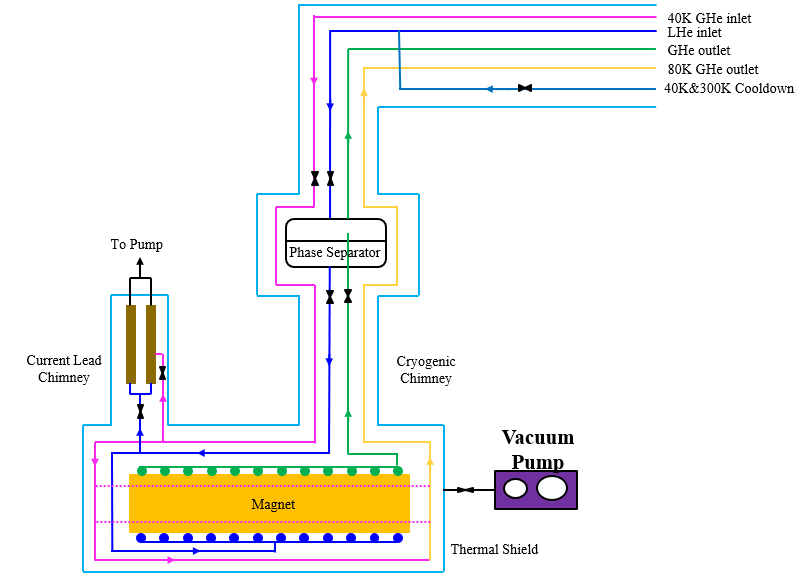 40K GHe inlet
LHe inlet
GHe outlet
80K GHe outlet
40K&300K Cooldown
To Pump
Phase Separator
Current Lead
Chimney
Cryogenic
Chimney
Vacuum
Pump
Magnet
Thermal Shield